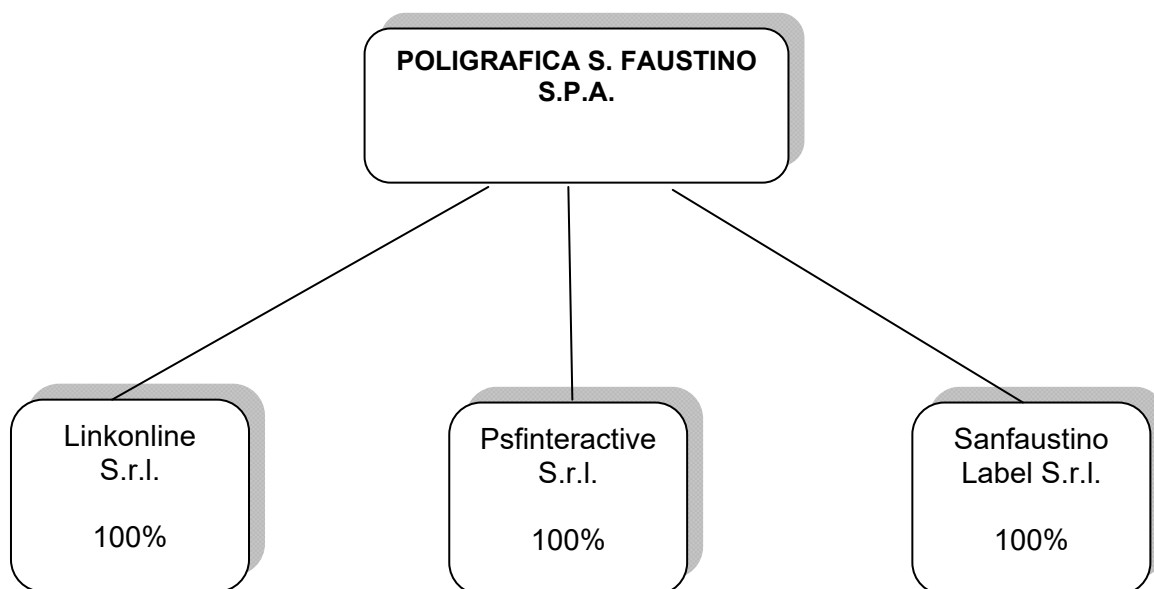 POLIGRAFICA S. FAUSTINO
S.P.A.
Linkonline
S.r.l.
100%
Psfinteractive
S.r.l.
100%
Sanfaustino
Label S.r.l.
100%